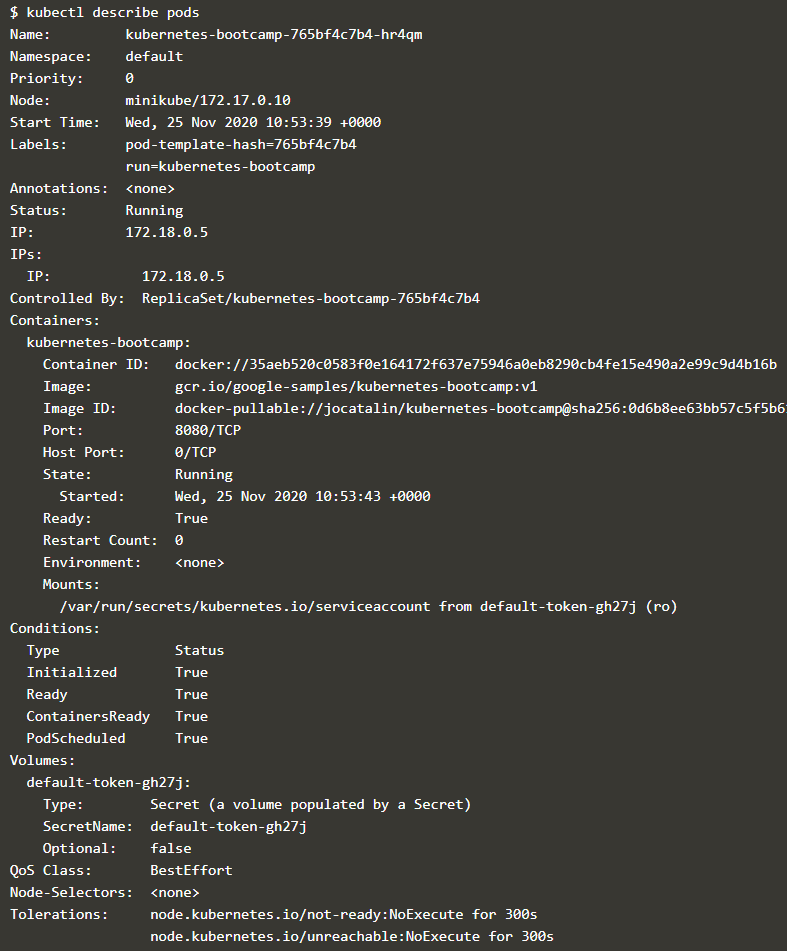 $ kubectl describe pods
Name:         kubernetes-bootcamp-765bf4c7b4-hr4qm
Namespace:    default
Priority:     0
Node:         minikube/172.17.0.10
Start Time:   Wed, 25 Nov 2020 10:53:39 +0000
Labels:       pod-template-hash=765bf4c7b4
              run=kubernetes-bootcamp
Annotations:  <none>
Status:       Running
IP:           172.18.0.5
IPs:
  IP:           172.18.0.5
Controlled By:  ReplicaSet/kubernetes-bootcamp-765bf4c7b4
Containers:
  kubernetes-bootcamp:
    Container ID:   docker://35aeb520c0583f0e164172f637e75946a0eb8290cb4fe15e490a2e99c9d4b16b
    Image:          gcr.io/google-samples/kubernetes-bootcamp:v1
    Image ID:       docker-pullable://jocatalin/kubernetes-bootcamp@sha256:0d6b8ee63bb57c5f5b6
    Port:           8080/TCP
    Host Port:      0/TCP
    State:          Running
      Started:      Wed, 25 Nov 2020 10:53:43 +0000
    Ready:          True
    Restart Count:  0
    Environment:    <none>
    Mounts:
      /var/run/secrets/kubernetes.io/serviceaccount from default-token-gh27j (ro)
Conditions:
  Type              Status
  Initialized       True
  Ready             True
  ContainersReady   True
  PodScheduled      True
Volumes:
  default-token-gh27j:
    Type:        Secret (a volume populated by a Secret)
    SecretName:  default-token-gh27j
    Optional:    false
QoS Class:       BestEffort
Node-Selectors:  <none>
Tolerations:     node.kubernetes.io/not-ready:NoExecute for 300s
                 node.kubernetes.io/unreachable:NoExecute for 300s